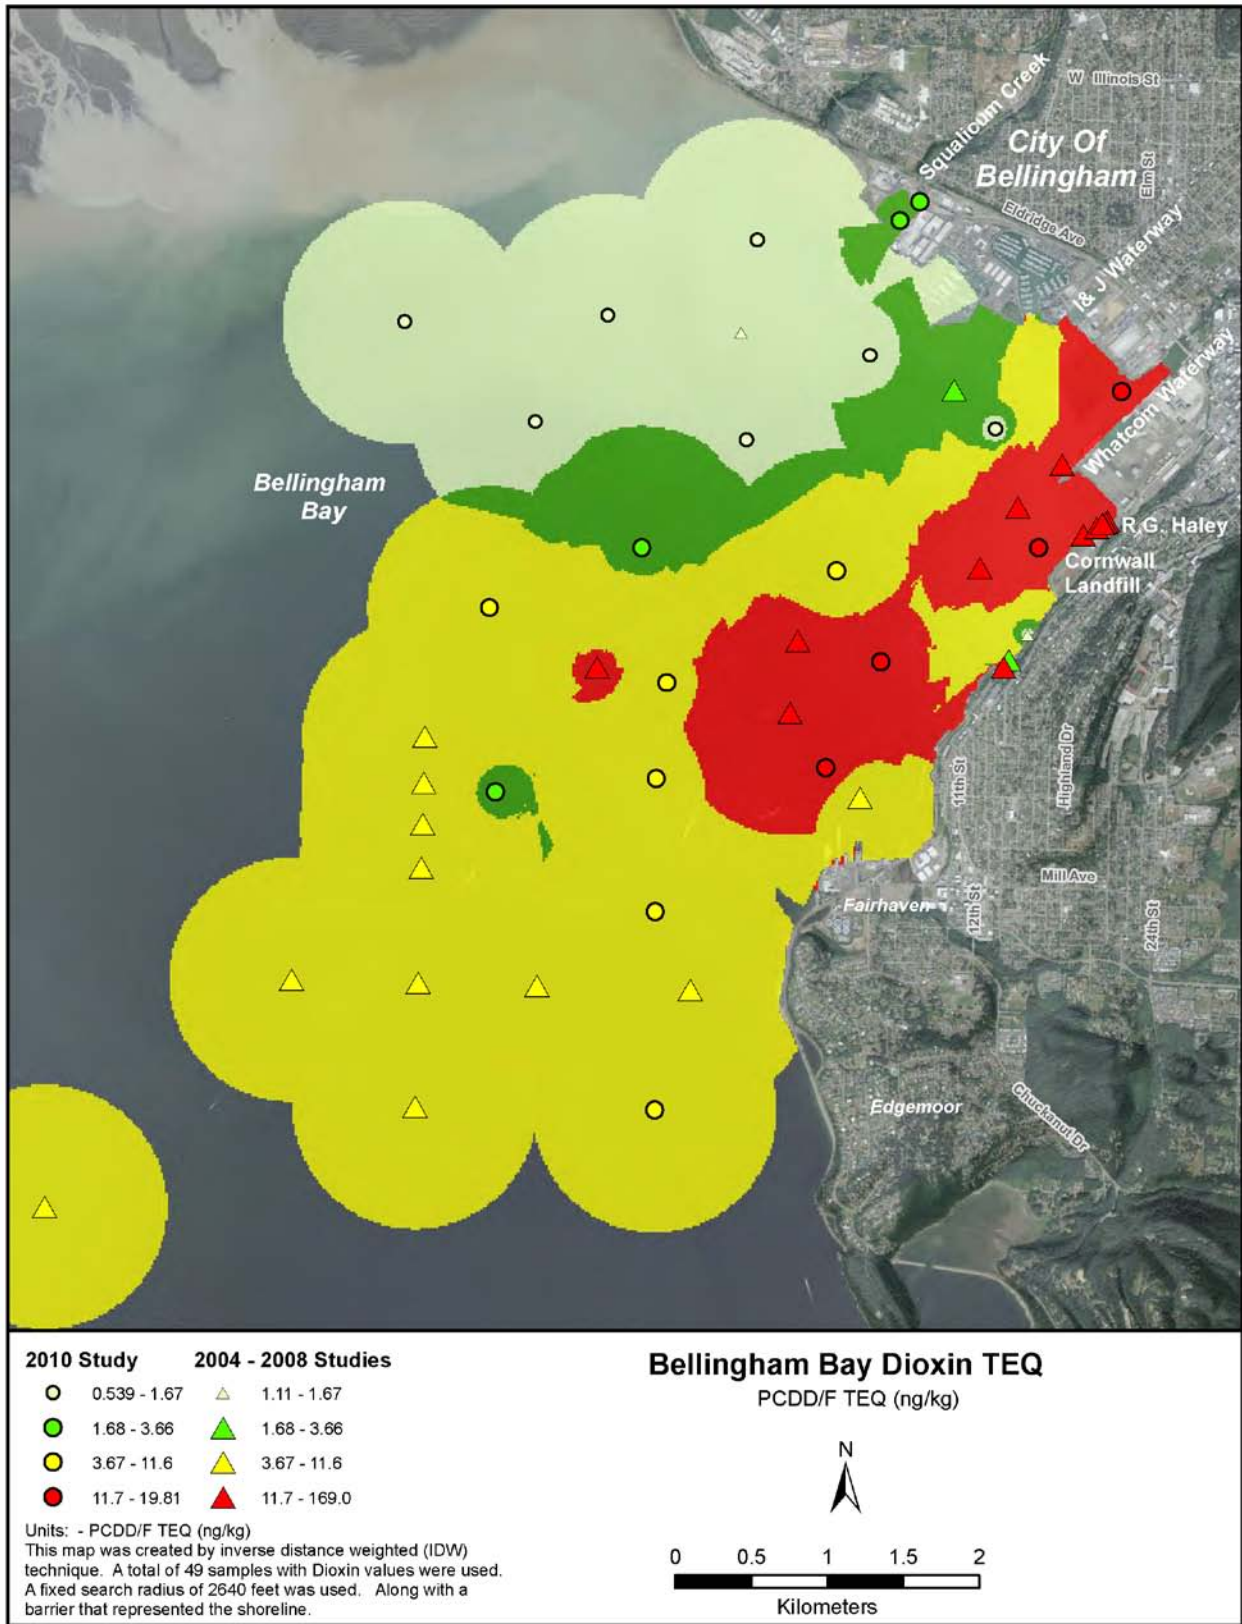 W Illinois St
Squalicum Creek
City Of
Bellingham
Elm St
Eldridge Ave
I& J Waterway
Whatcom Waterway
Bellingham
Bay
R.G. Haley
Cornwall
Landfill
11th St
Highland Dr
Mill Ave
Fairhaven
12th St
24th St
Edgemoor
Chuckanut Dr
2010 Study
2004 - 2008 Studies
0.539 - 1.67
1.11 - 1.67
1.68 - 3.66
1.68 - 3.66
3.67 - 11.6
3.67 - 11.6
11.7 - 19.81
11.7 - 169.0
Units: - PCDD/F TEQ (ng/kg)
This map was created by inverse distance weighted (IDW)
technique. A total of 49 samples with Dioxin values were used.
A fixed search radius of 2640 feet was used. Along with a
barrier that represented the shoreline.
Bellingham Bay Dioxin TEQ
PCDD/F TEQ (ng/kg)
N
0 0.5 1 1.5 2
Kilometers